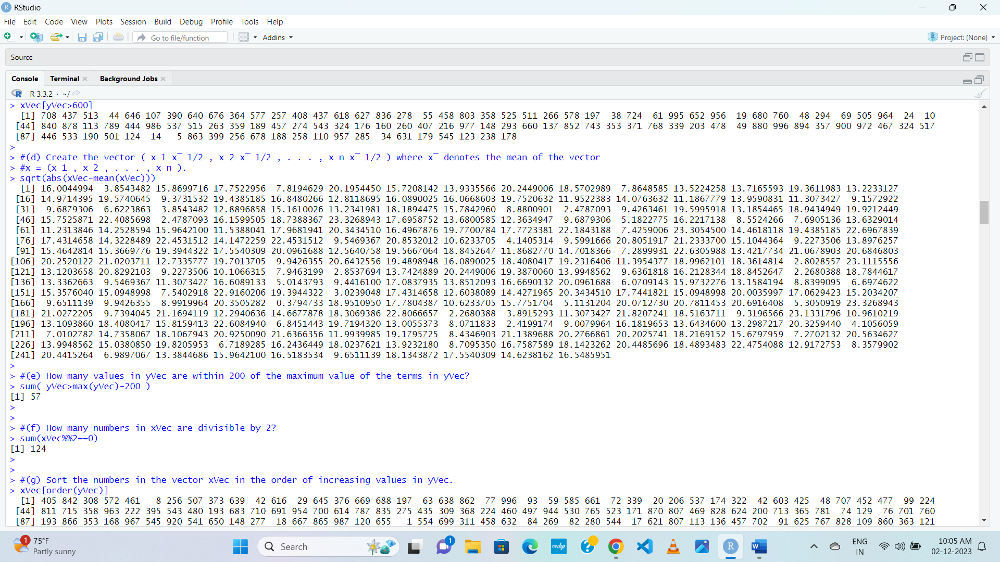 RStudio
File Edit Code View Plots Session Build Debug Profile Tools Help
Go to file/function Addins Project: (None)
Source
Console Terminal Background Jobs
R 3.3.2 · ~/
> xVec[yVec>600]
[1] 708 437 513 44 646 107 390 640 676 364 577 257 408 437 618 627 836 278 55 458 803 358 525 511 266 578 197 38 724 61 995 652 956 19 680 760 48 294 69 505 964 24 10
[44] 840 878 113 789 444 986 537 515 263 359 189 457 274 543 324 176 160 260 407 216 977 148 293 660 137 852 743 353 371 768 339 203 478 49 880 996 894 357 900 972 467 324 517
[87] 446 533 190 501 124 14 5 863 399 256 678 188 258 110 957 285 34 631 179 545 123 238 178
>
> #(d) Create the vector ( x 1 x¯ 1/2 , x 2 x¯ 1/2 , . . . , x n x¯ 1/2 ) where x¯ denotes the mean of the vector
> #x = (x 1 , x 2 , . . . , x n ).
> sqrt(abs(xVec-mean(xVec)))
[1] 16.0044994 3.8543482 15.8699716 17.7522956 7.8194629 20.1954450 15.7208142 13.9335566 20.2449006 18.5702989 7.8648585 13.5224258 13.7165593 19.3611983 13.2233127
[16] 14.9714395 19.5740645 9.3731532 19.4385185 16.8480266 12.8118695 16.0890025 16.0668603 19.7520632 11.9522383 14.0763632 11.1867779 13.9590831 11.3073427 9.1572922
[31] 9.6879306 6.6223863 3.8543482 12.8896858 15.1610026 13.2341981 18.1894475 15.7842960 8.8800901 2.4787093 9.4263461 19.5995918 13.1854465 18.9434949 19.9212449
[46] 15.7525871 22.4085698 2.4787093 16.1599505 18.7388367 23.3268943 17.6958752 13.6800585 12.3634947 9.6879306 5.1822775 16.2217138 8.5524266 7.6905136 13.6329014
[61] 11.2313846 14.2528594 15.9642100 11.5388041 17.9681941 20.3434510 16.4967876 19.7700784 17.7723381 22.1843188 7.4259006 23.3054500 14.4618118 19.4385185 22.6967839
[76] 17.4314658 14.3228489 22.4531512 14.1472259 22.4531512 9.5469367 20.8532012 10.6233705 4.1405314 9.5991666 20.8051917 21.2333700 15.1044364 9.2273506 13.8976257
[91] 15.4642814 15.3669776 19.3944322 17.5540309 20.0961688 12.5640758 19.5667064 18.8452647 11.8682770 14.7018366 7.2899931 22.6305988 13.4217734 21.0678903 20.6846803
[106] 20.2520122 21.0203711 12.7335777 19.7013705 9.9426355 20.6432556 19.4898948 16.0890025 18.4080417 19.2316406 11.3954377 18.9962101 18.3614814 2.8028557 23.1115556
[121] 13.1203658 20.8292103 9.2273506 10.1066315 7.9463199 2.8537694 13.7424889 20.2449006 19.3870060 13.9948562 9.6361818 16.2128344 18.8452647 2.2680388 18.7844617
[136] 13.3362663 9.5469367 11.3073427 16.6089133 5.0143793 9.4416100 17.0837935 13.8512093 16.6690132 20.0961688 6.0709143 15.9732276 13.1584194 8.8399095 6.6974622
[151] 15.3576040 15.0948998 7.5402918 22.9160206 19.3944322 3.0239048 17.4314658 12.6038089 14.4271965 20.3434510 17.7441821 15.0948998 20.0035997 17.0629423 15.2034207
[166] 9.6511139 9.9426355 8.9919964 20.3505282 0.3794733 18.9510950 17.7804387 10.6233705 15.7751704 5.1131204 20.0712730 20.7811453 20.6916408 5.3050919 23.3268943
[181] 21.0272205 9.7394045 21.1694119 12.2940636 14.6677878 18.3069386 22.8066657 2.2680388 3.8915293 11.3073427 21.8207241 18.5163711 9.3196566 23.1331796 10.9610219
[196] 13.1093860 18.4080417 15.8159413 22.6084940 6.8451443 19.7194320 13.0055373 8.0711833 2.4199174 9.0079964 16.1819653 13.6434600 13.2987217 20.3259440 4.1056059
[211] 7.0102782 14.7358067 18.1067943 20.9250090 21.6366356 11.9939985 19.1795725 8.4346903 21.1389688 20.2766861 20.2025741 18.2169152 15.6797959 7.2702132 20.5634627
[226] 13.9948562 15.0380850 19.8205953 6.7189285 16.2436449 18.0237621 13.9232180 8.7095350 16.7587589 18.1423262 20.4485696 18.4893483 22.4754088 12.9172753 8.3579902
[241] 20.4415264 6.9897067 13.3844686 15.9642100 16.5183534 9.6511139 18.1343872 17.5540309 14.6238162 16.5485951
>
> #(e) How many values in yVec are within 200 of the maximum value of the terms in yVec?
> sum( yVec>max(yVec)-200 )
[1] 57
>
>
> #(f) How many numbers in xVec are divisible by 2?
> sum(xVec%%2==0)
[1] 124
>
>
> #(g) Sort the numbers in the vector xVec in the order of increasing values in yVec.
> xVec[order(yVec)]
[1] 405 842 308 572 461 8 256 507 373 639 42 616 29 645 376 669 688 197 63 638 862 77 996 93 59 585 661 72 339 20 206 537 174 322 42 603 425 48 707 452 477 99 224
[44] 811 715 358 963 222 395 543 480 193 683 710 691 954 700 614 787 835 275 435 309 368 224 460 497 944 530 765 523 171 870 807 469 828 624 200 713 365 781 74 129 76 701 760
[87] 193 866 353 168 967 545 920 541 650 148 277 18 667 865 987 120 655 1 554 699 311 458 632 84 269 82 280 544 17 621 807 113 136 457 702 91 625 767 828 109 860 363 121
1 75°F
Partly sunny
Search
1
myhp
ENG
IN
10:05 AM
02-12-2023